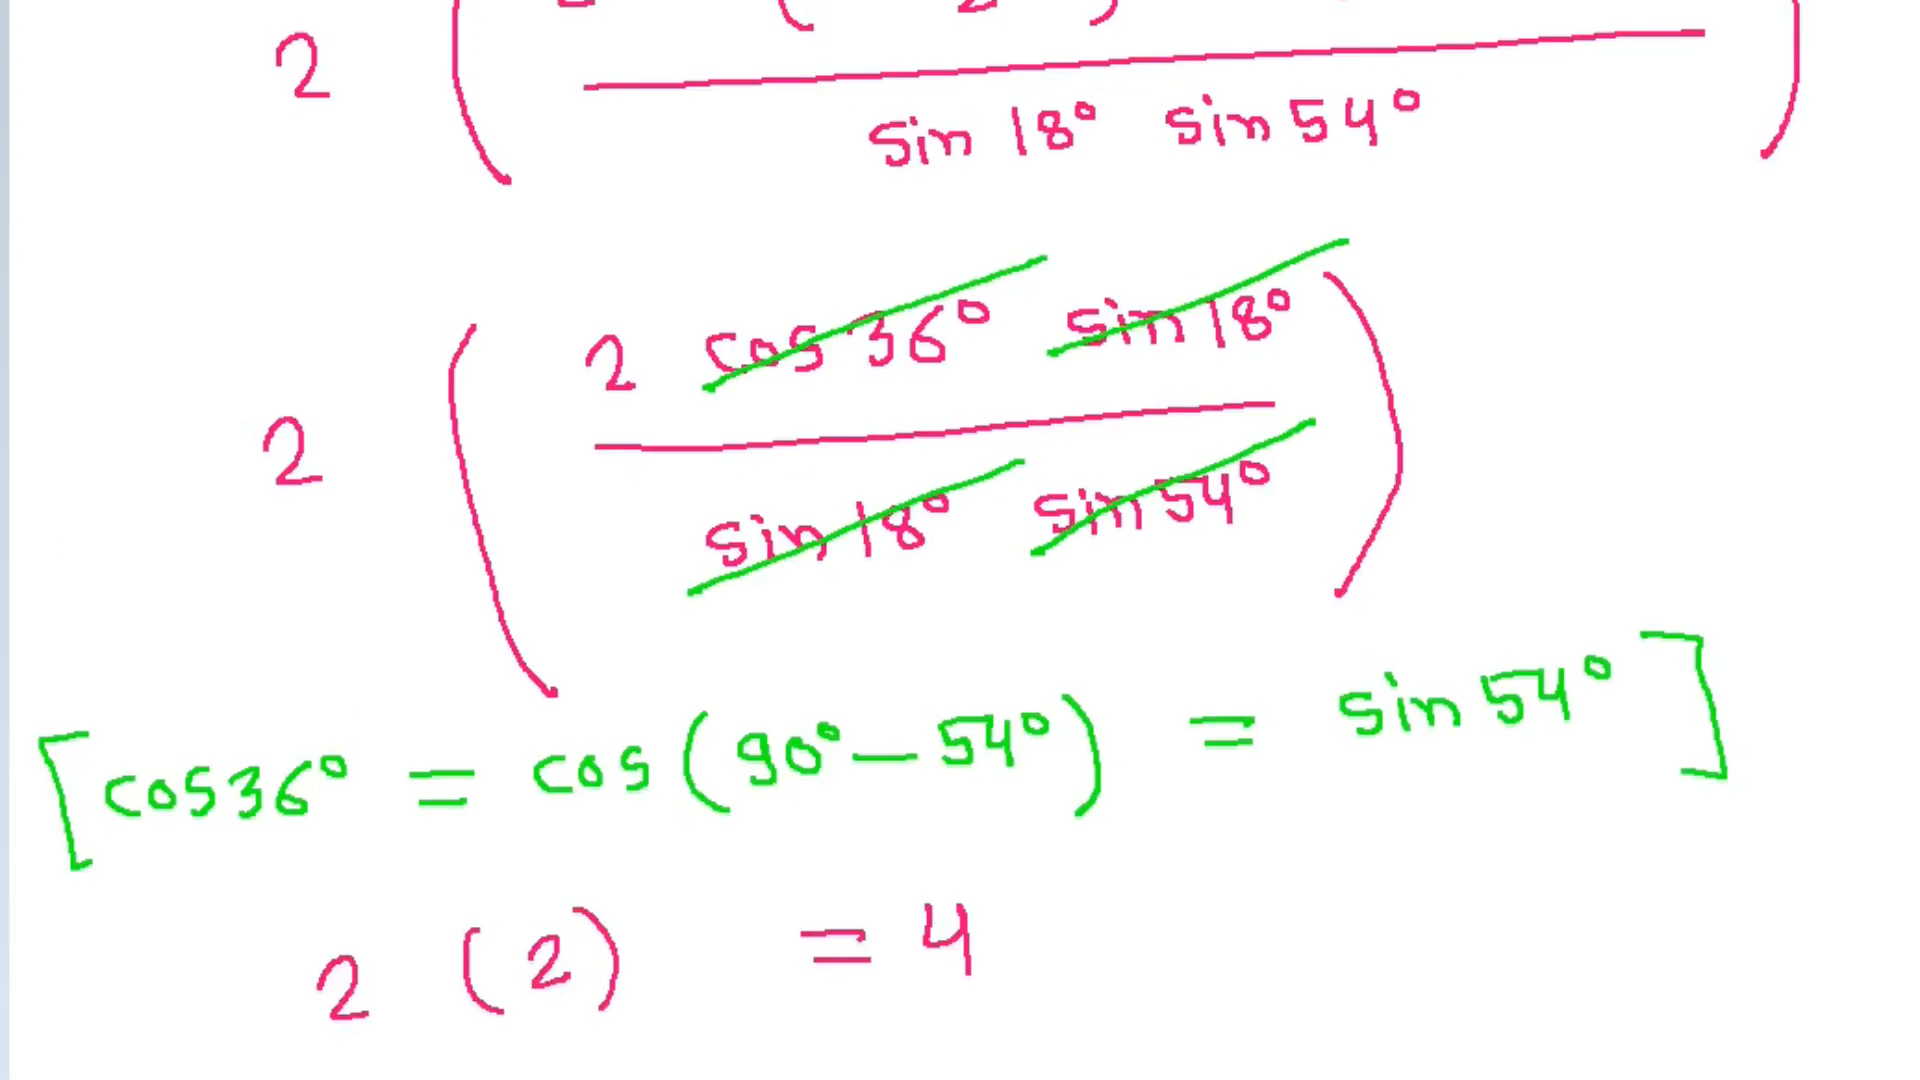 2 ( 2
sin 18° sin 54° )
2 ( 2 cos 36° sin 18°
sin 18° sin 54° )
[ cos 36° = cos ( 90° – 54° ) = sin 54° ]
2 ( 2 ) = 4